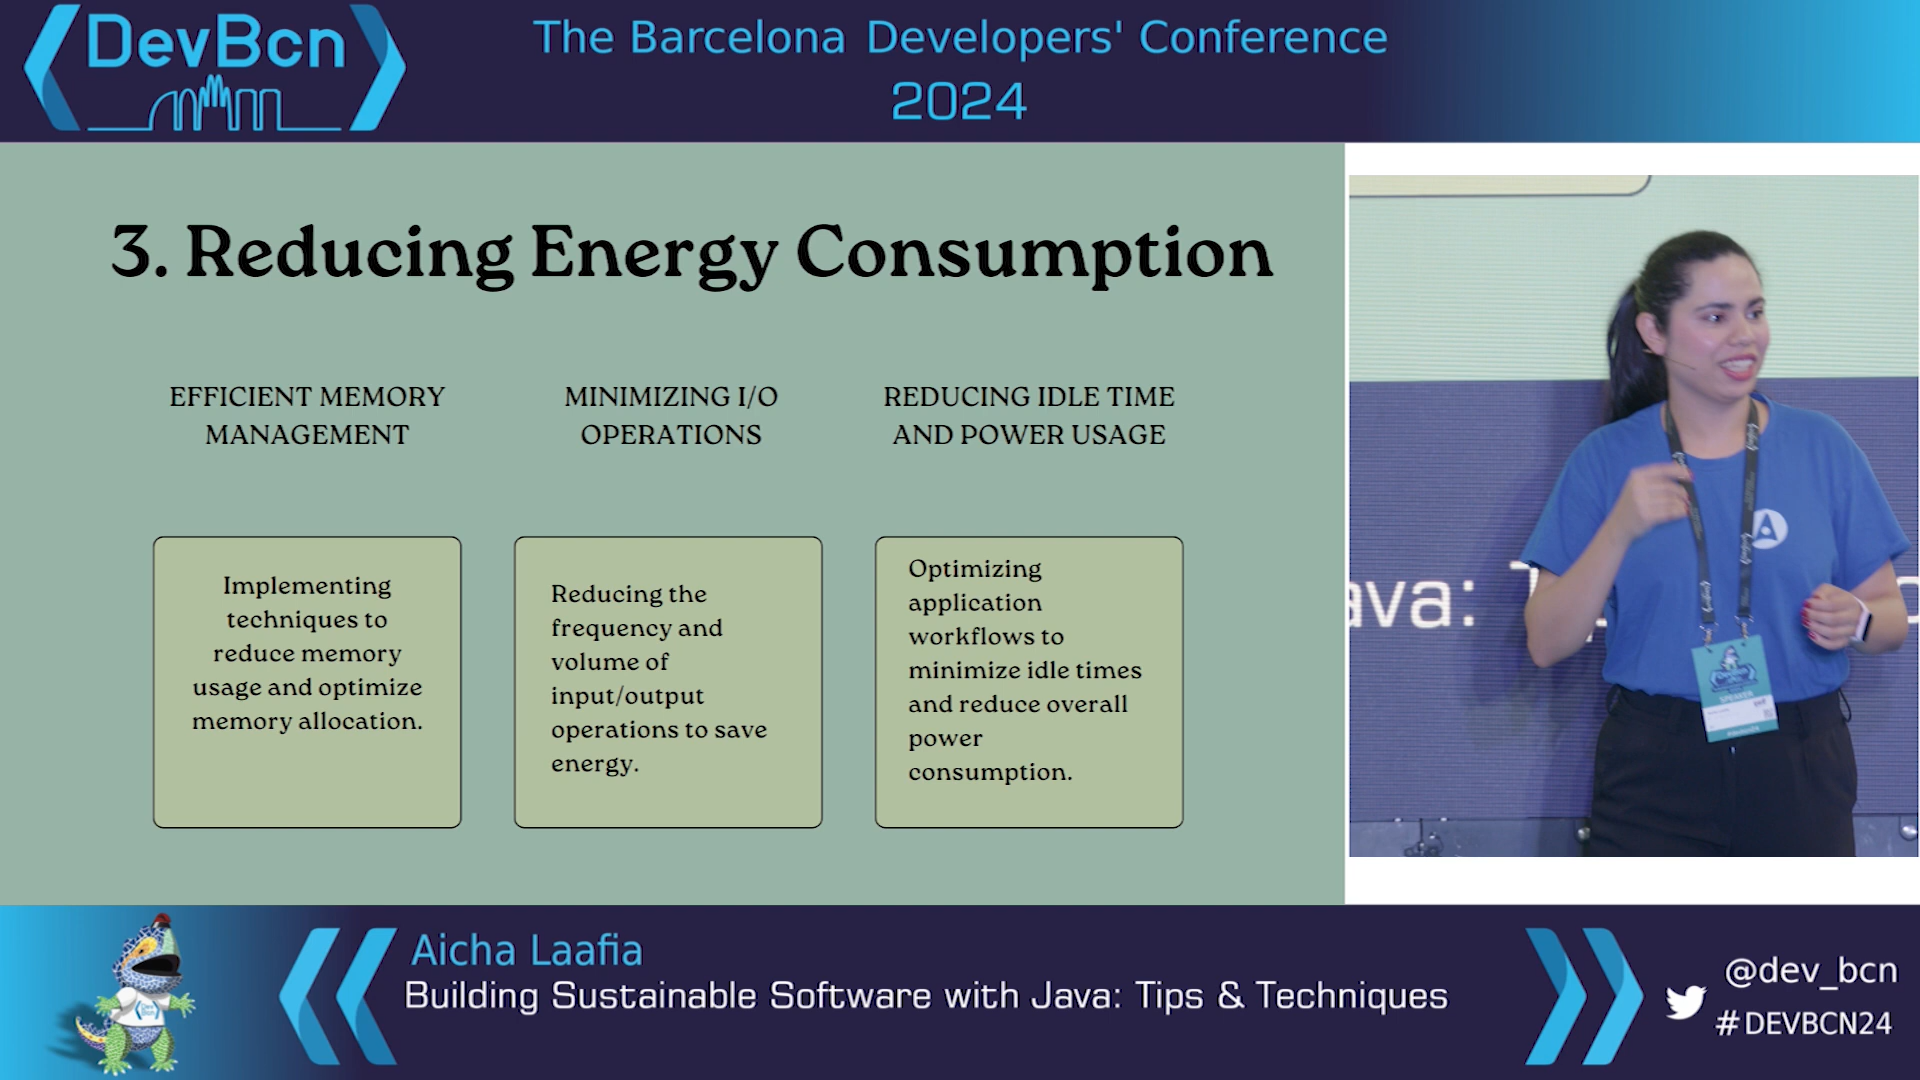 DevBcn
The Barcelona Developers' Conference
2024
3. Reducing Energy Consumption
EFFICIENT MEMORY
MANAGEMENT
Implementing
techniques to
reduce memory
usage and optimize
memory allocation.
MINIMIZING I/O
OPERATIONS
Reducing the
frequency and
volume of
input/output
operations to save
energy.
REDUCING IDLE TIME
AND POWER USAGE
Optimizing
application
workflows to
minimize idle times
and reduce overall
power
consumption.
ava:
SPEAKER
Aicha Laafia
Building Sustainable Software with Java: Tips & Techniques
@dev_bcn
#DEVBCN24